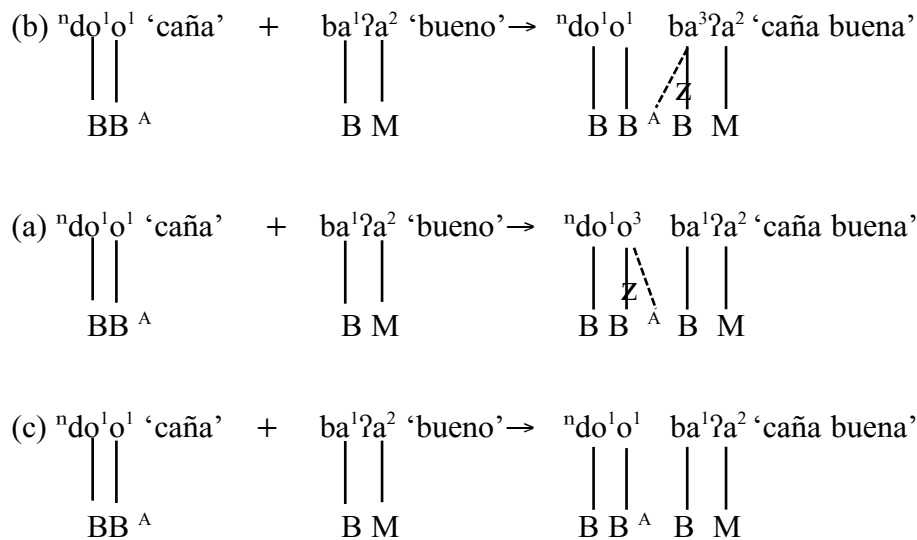 (b) ⁿdo¹o¹ ‘caña’ + ba¹ʔa² ‘bueno’→ ⁿdo¹o¹ ba³ʔa² ‘caña buena’
Z
BB ᴬ B M B B ᴬ B M
(a) ⁿdo¹o¹ ‘caña’ + ba¹ʔa² ‘bueno’→ ⁿdo¹o³ ba¹ʔa² ‘caña buena’
Z
BB ᴬ B M B B ᴬ B M
(c) ⁿdo¹o¹ ‘caña’ + ba¹ʔa² ‘bueno’→ ⁿdo¹o¹ ba¹ʔa² ‘caña buena’
BB ᴬ B M B B ᴬ B M